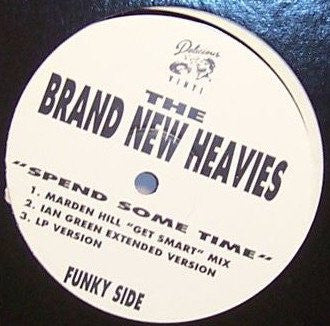 Delicious
VINYL
THE
BRAND NEW HEAVIES
"SPEND SOME TIME"
1. MARDEN HILL "GET SMART" MIX
2. IAN GREEN EXTENDED VERSION
3. LP VERSION
FUNKY SIDE